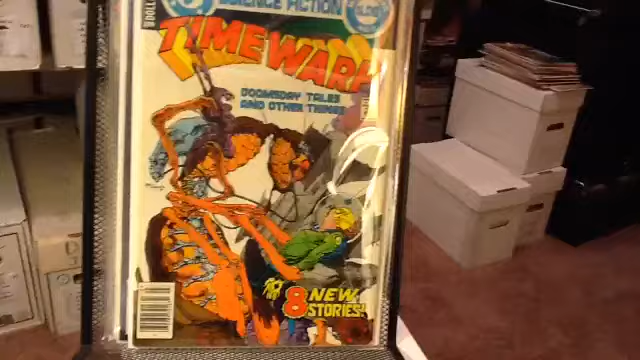 SCIENCE FICTION
TIME WARP
DOOMSDAY TALES
AND OTHER THINGS
8 NEW
STORIES!